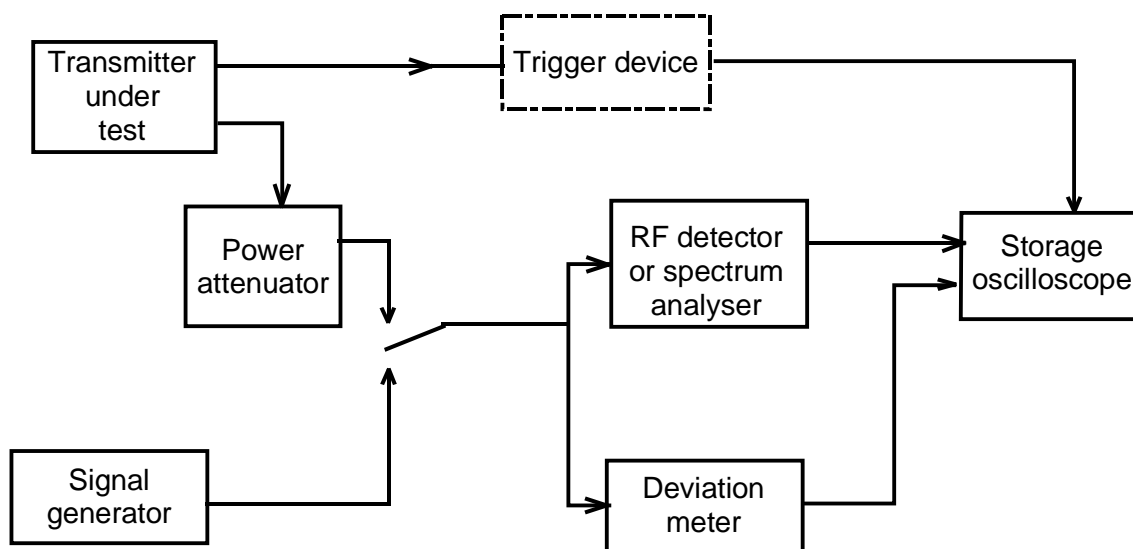 Transmitter
under
test
Trigger device
Power
attenuator
RF detector
or spectrum
analyser
Storage
oscilloscope
Signal
generator
Deviation
meter